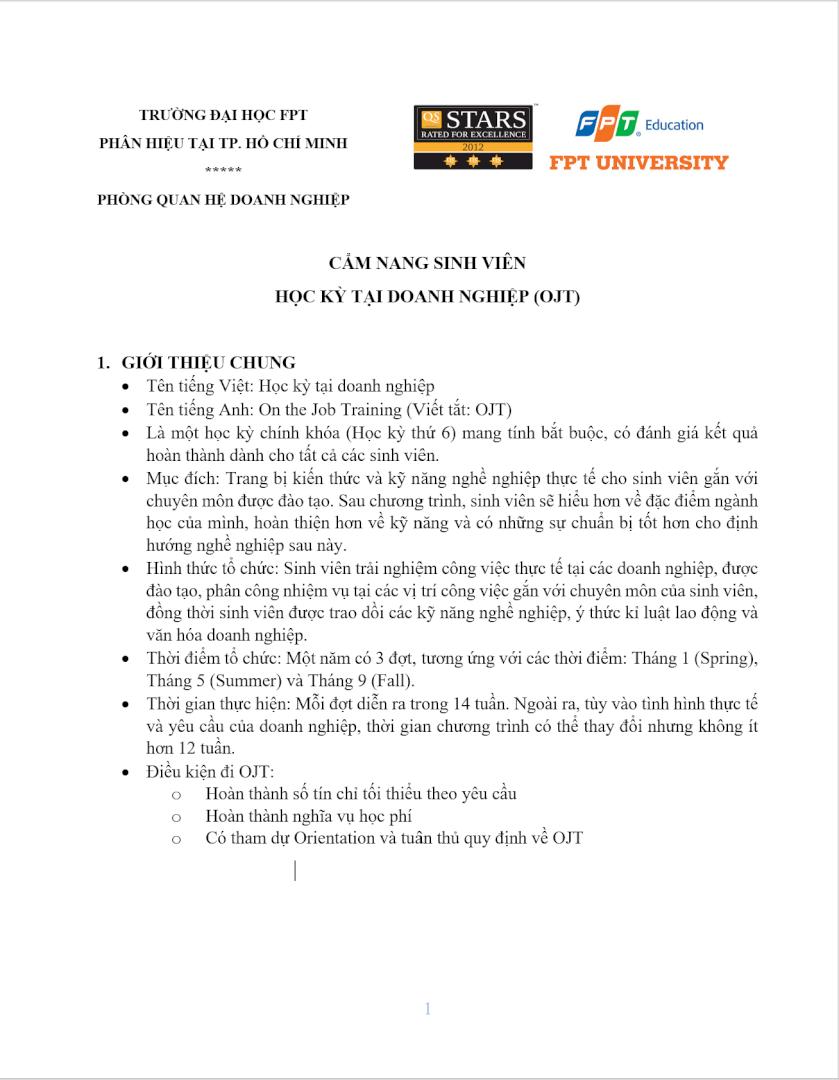 TRƯỜNG ĐẠI HỌC FPT
PHÂN HIỆU TẠI TP. HỒ CHÍ MINH
*****
PHÒNG QUAN HỆ DOANH NGHIỆP
QS STARS™
RATED FOR EXCELLENCE
2012
FPT® Education
FPT UNIVERSITY
CẨM NANG SINH VIÊN
HỌC KỲ TẠI DOANH NGHIỆP (OJT)
1. GIỚI THIỆU CHUNG
• Tên tiếng Việt: Học kỳ tại doanh nghiệp
• Tên tiếng Anh: On the Job Training (Viết tắt: OJT)
• Là một học kỳ chính khóa (Học kỳ thứ 6) mang tính bắt buộc, có đánh giá kết quả
hoàn thành dành cho tất cả các sinh viên.
• Mục đích: Trang bị kiến thức và kỹ năng nghề nghiệp thực tế cho sinh viên gắn với
chuyên môn được đào tạo. Sau chương trình, sinh viên sẽ hiểu hơn về đặc điểm ngành
học của mình, hoàn thiện hơn về kỹ năng và có những sự chuẩn bị tốt hơn cho định
hướng nghề nghiệp sau này.
• Hình thức tổ chức: Sinh viên trải nghiệm công việc thực tế tại các doanh nghiệp, được
đào tạo, phân công nhiệm vụ tại các vị trí công việc gắn với chuyên môn của sinh viên,
đồng thời sinh viên được trao dồi các kỹ năng nghề nghiệp, ý thức kỉ luật lao động và
văn hóa doanh nghiệp.
• Thời điểm tổ chức: Một năm có 3 đợt, tương ứng với các thời điểm: Tháng 1 (Spring),
Tháng 5 (Summer) và Tháng 9 (Fall).
• Thời gian thực hiện: Mỗi đợt diễn ra trong 14 tuần. Ngoài ra, tùy vào tình hình thực tế
và yêu cầu của doanh nghiệp, thời gian chương trình có thể thay đổi nhưng không ít
hơn 12 tuần.
• Điều kiện đi OJT:
o Hoàn thành số tín chỉ tối thiểu theo yêu cầu
o Hoàn thành nghĩa vụ học phí
o Có tham dự Orientation và tuân thủ quy định về OJT
1